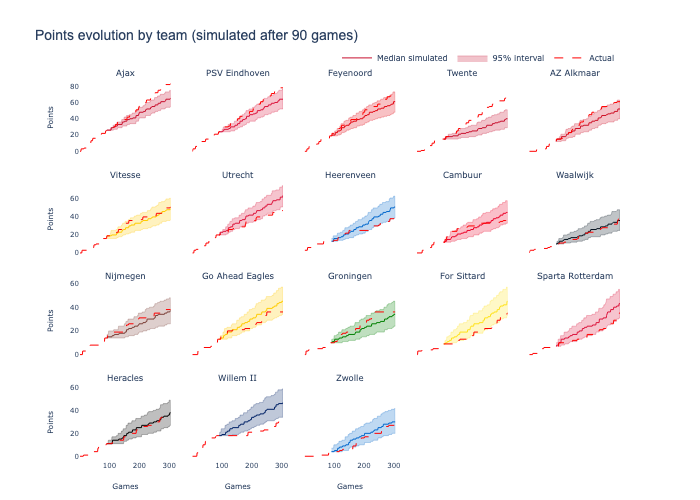 Points evolution by team (simulated after 90 games)
Median simulated 95% interval Actual
Ajax PSV Eindhoven Feyenoord Twente AZ Alkmaar
80
60
40
20
0
Points
Vitesse Utrecht Heerenveen Cambuur Waalwijk
60
40
20
0
Points
Nijmegen Go Ahead Eagles Groningen For Sittard Sparta Rotterdam
60
40
20
0
Points
Heracles Willem II Zwolle
60
40
20
0
Points
100 200 300 100 200 300 100 200 300
Games Games Games